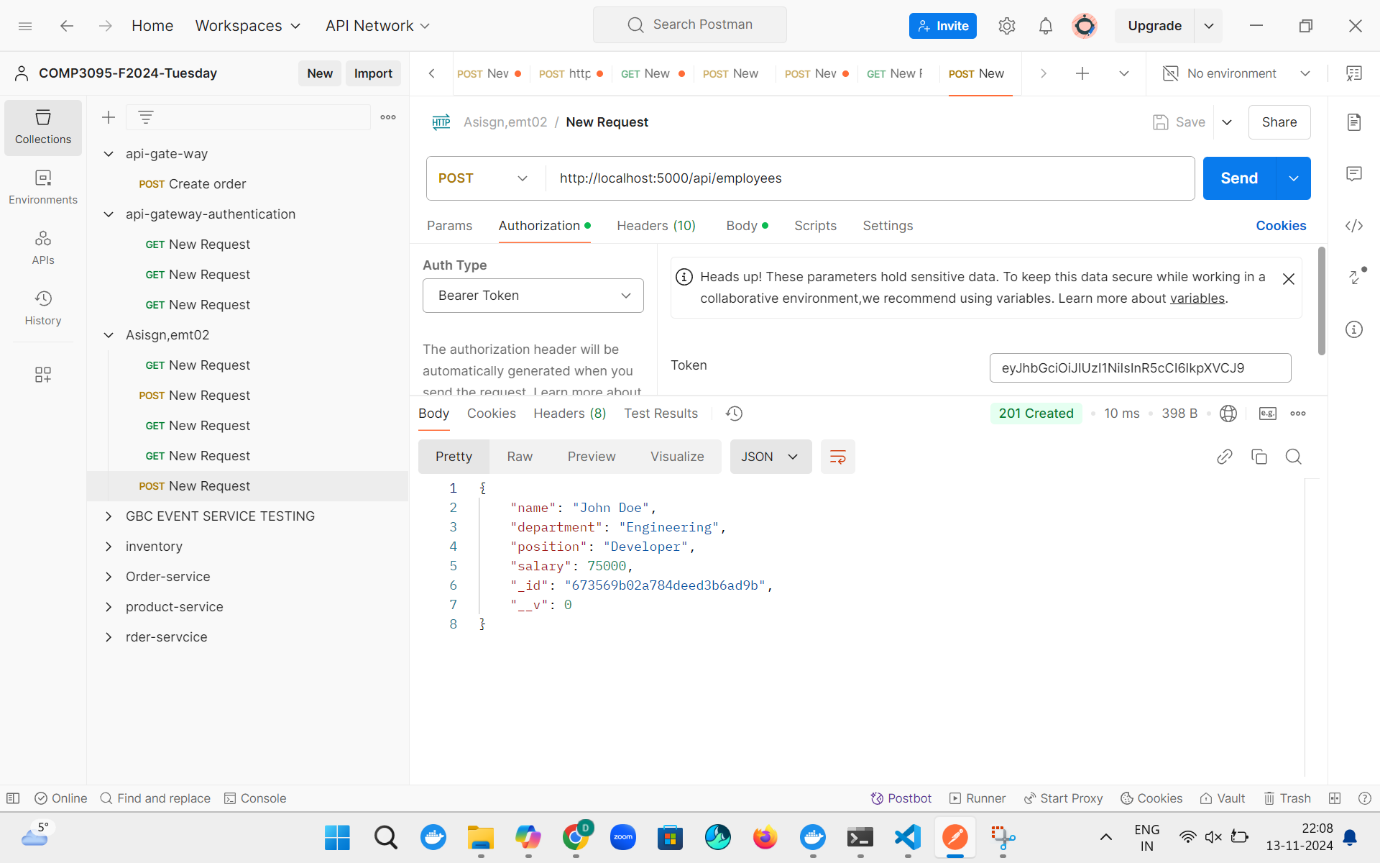 Home
Workspaces
API Network
Search Postman
Invite
Upgrade
COMP3095-F2024-Tuesday
New
Import
POST Nev
POST http
GET New
POST New
POST Nev
GET New F
POST New
No environment
Collections
Environments
APIs
History
api-gate-way
POST Create order
api-gateway-authentication
GET New Request
GET New Request
GET New Request
Asisgn,emt02
GET New Request
POST New Request
GET New Request
GET New Request
POST New Request
GBC EVENT SERVICE TESTING
inventory
Order-service
product-service
rder-servcice
HTTP
Asisgn,emt02 / New Request
Save
Share
POST
http://localhost:5000/api/employees
Send
Params
Authorization
Headers (10)
Body
Scripts
Settings
Cookies
Auth Type
Bearer Token
The authorization header will be
automatically generated when you
send the request. Learn more about
Heads up! These parameters hold sensitive data. To keep this data secure while working in a
collaborative environment,we recommend using variables. Learn more about variables.
Token
eyJhbGciOiJIUzI1NiIsInR5cCI6IkpXVCJ9
Body
Cookies
Headers (8)
Test Results
201 Created
10 ms
398 B
e.g.
Pretty
Raw
Preview
Visualize
JSON
1 {
2 "name": "John Doe",
3 "department": "Engineering",
4 "position": "Developer",
5 "salary": 75000,
6 "_id": "673569b02a784deed3b6ad9b",
7 "__v": 0
8 }
Online
Find and replace
Console
Postbot
Runner
Start Proxy
Cookies
Vault
Trash
5°
D
zoom
ENG
IN
22:08
13-11-2024